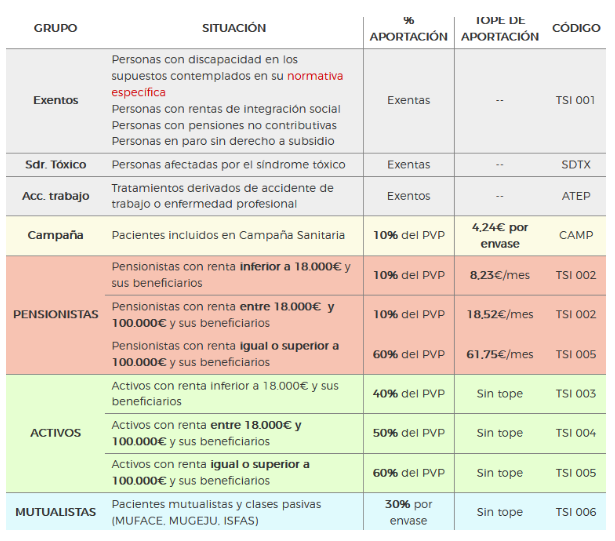 GRUPO SITUACIÓN % APORTACIÓN TOPE DE APORTACIÓN CÓDIGO
Exentos
Personas con discapacidad en los
supuestos contemplados en su normativa
específica
Personas con rentas de integración social
Personas con pensiones no contributivas
Personas en paro sin derecho a subsidio
Exentas -- TSI 001
Sdr. Tóxico Personas afectadas por el síndrome tóxico Exentas -- SDTX
Acc. trabajo
Tratamientos derivados de accidente de
trabajo o enfermedad profesional
Exentos -- ATEP
Campaña Pacientes incluidos en Campaña Sanitaria 10% del PVP
4,24€ por
envase
CAMP
PENSIONISTAS
Pensionistas con renta inferior a 18.000€ y
sus beneficiarios
10% del PVP 8,23€/mes TSI 002
Pensionistas con renta entre 18.000€ y
100.000€ y sus beneficiarios
10% del PVP 18,52€/mes TSI 002
Pensionistas con renta igual o superior a
100.000€ y sus beneficiarios
60% del PVP 61,75€/mes TSI 005
ACTIVOS
Activos con renta inferior a 18.000€ y sus
beneficiarios
40% del PVP Sin tope TSI 003
Activos con renta entre 18.000€ y
100.000€ y sus beneficiarios
50% del PVP Sin tope TSI 004
Activos con renta igual o superior a
100.000€ y sus beneficiarios
60% del PVP Sin tope TSI 005
MUTUALISTAS
Pacientes mutualistas y clases pasivas
(MUFACE, MUGEJU, ISFAS)
30% por
envase
Sin tope TSI 006